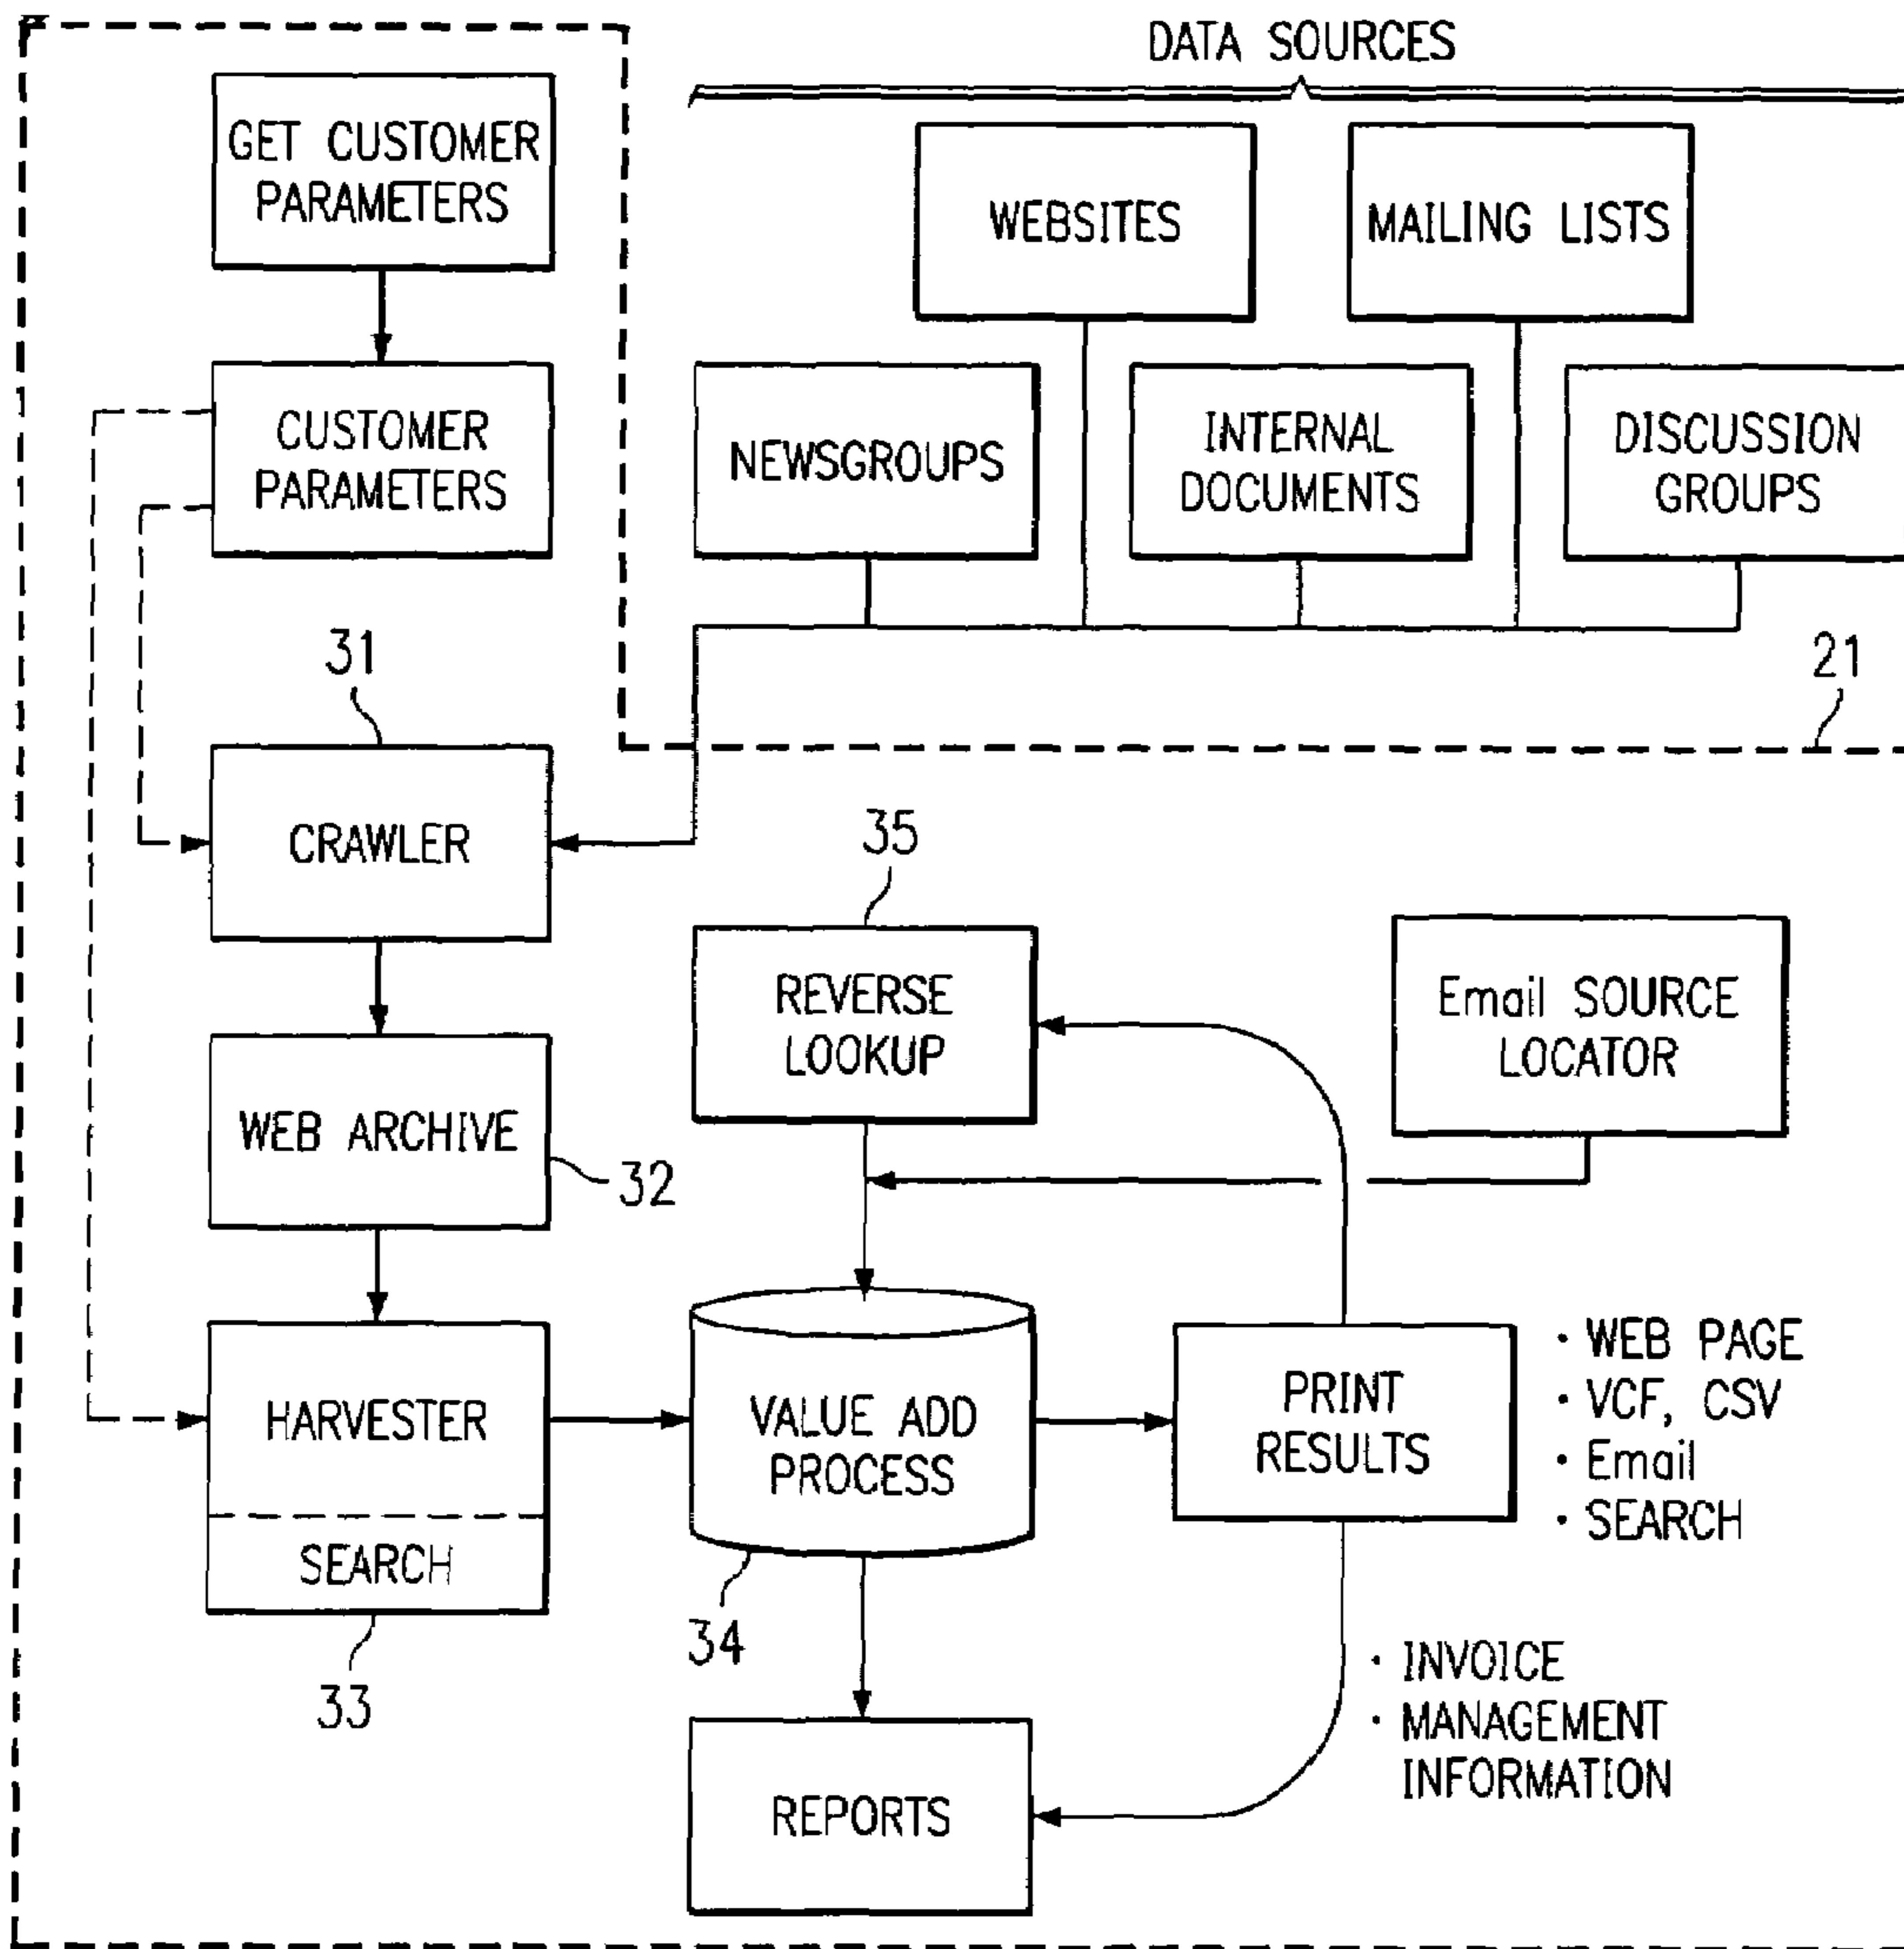 DATA SOURCES
GET CUSTOMER
PARAMETERS
WEBSITES
MAILING LISTS
CUSTOMER
PARAMETERS
NEWSGROUPS
INTERNAL
DOCUMENTS
DISCUSSION
GROUPS
31
21
CRAWLER
35
REVERSE
LOOKUP
Email SOURCE
LOCATOR
WEB ARCHIVE
32
HARVESTER
SEARCH
33
VALUE ADD
PROCESS
34
PRINT
RESULTS
· WEB PAGE
· VCF, CSV
· Email
· SEARCH
· INVOICE
· MANAGEMENT
INFORMATION
REPORTS